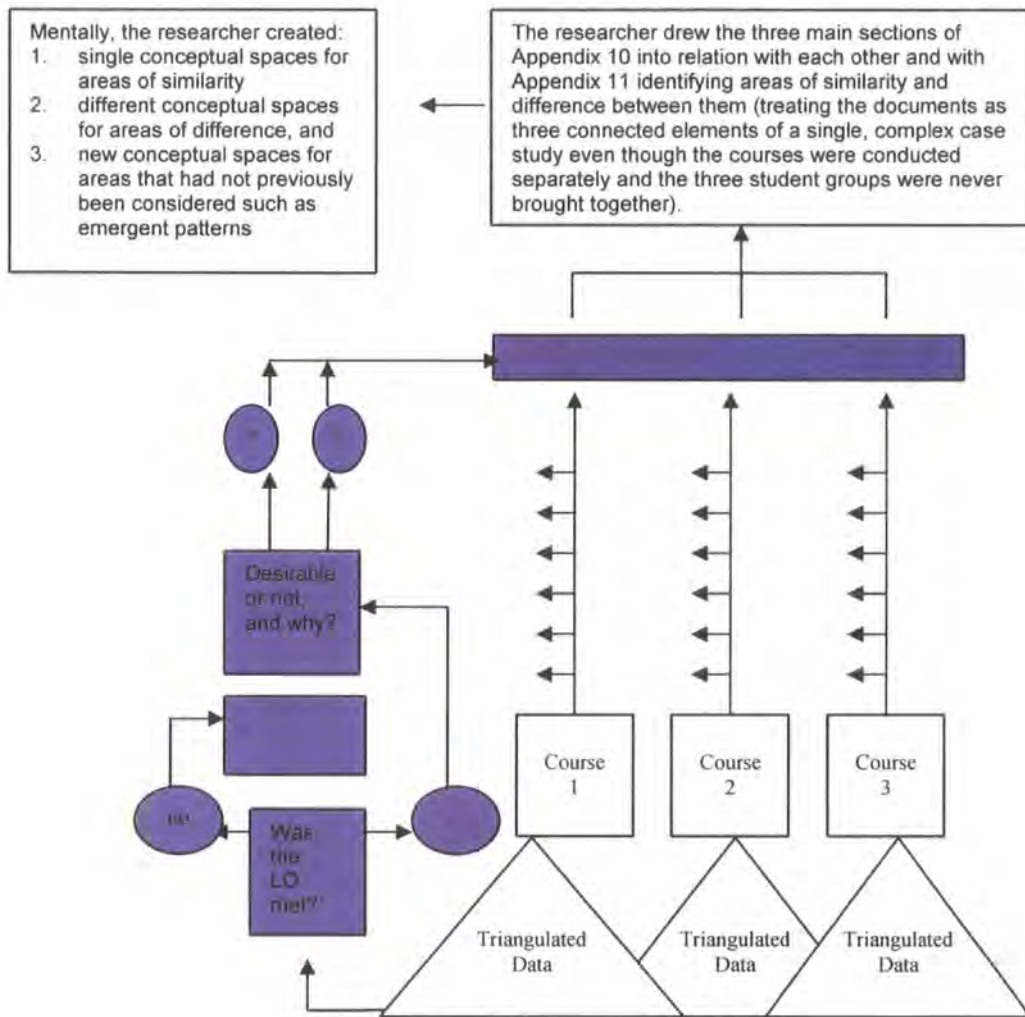 Mentally, the researcher created:
1. single conceptual spaces for
areas of similarity
2. different conceptual spaces
for areas of difference, and
3. new conceptual spaces for
areas that had not previously
been considered such as
emergent patterns
The researcher drew the three main sections of
Appendix 10 into relation with each other and with
Appendix 11 identifying areas of similarity and
difference between them (treating the documents as
three connected elements of a single, complex case
study even though the courses were conducted
separately and the three student groups were never
brought together).
Desirable
or not,
and why?
no
Was
the
LO
met?
Course
1
Course
2
Course
3
Triangulated
Data
Triangulated
Data
Triangulated
Data